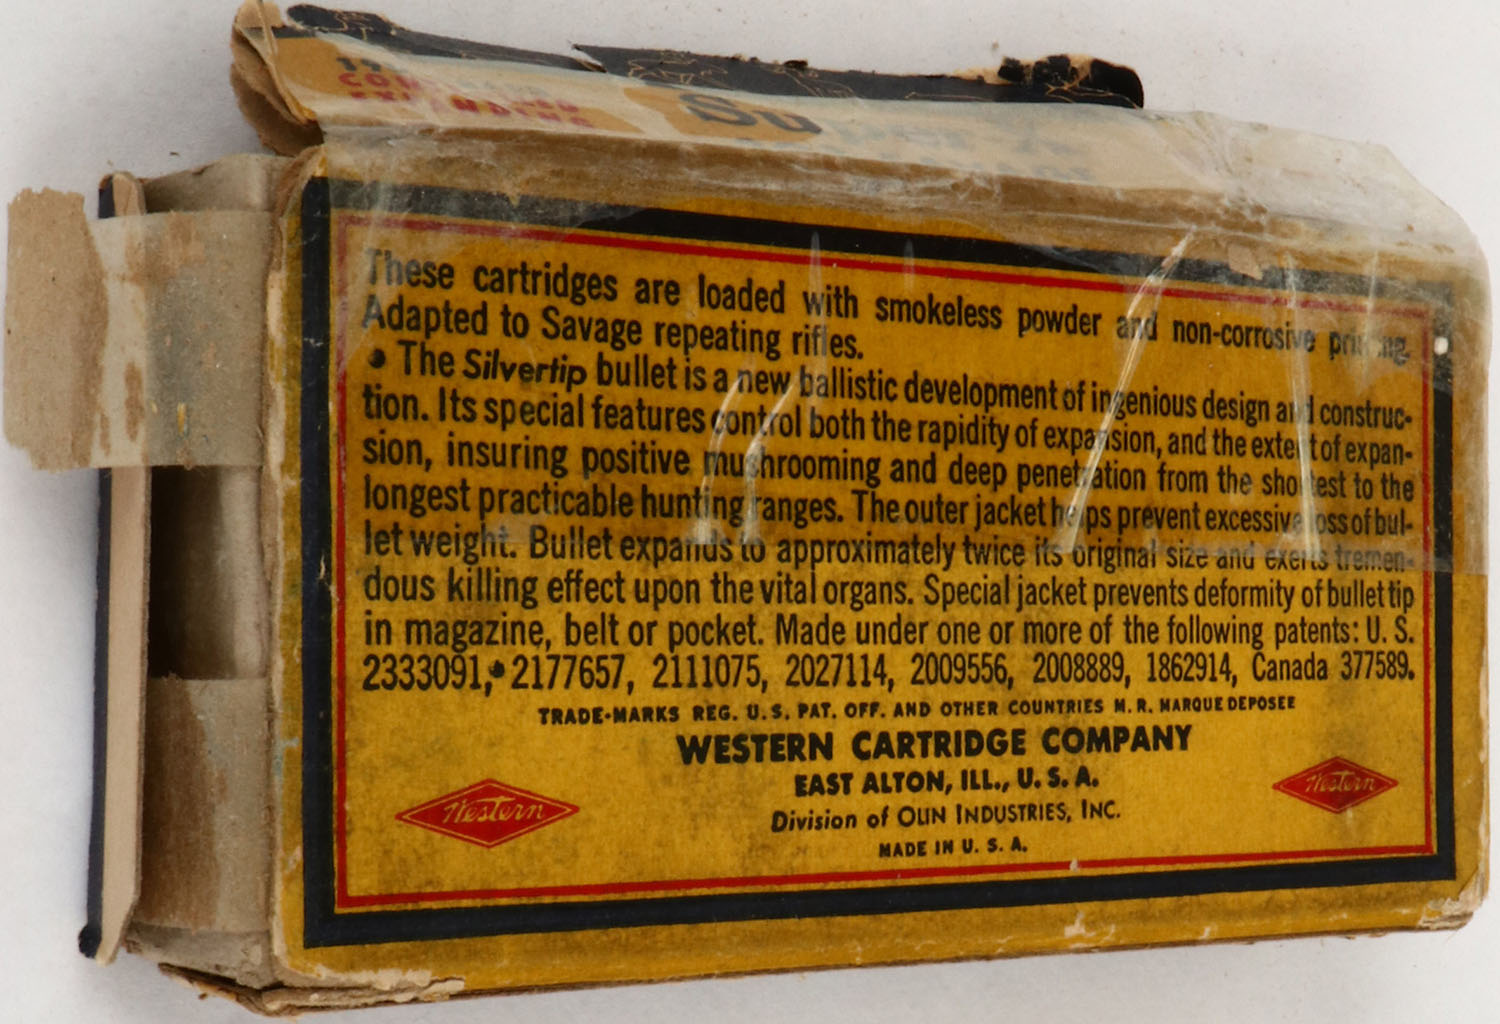 Su
These cartridges are loaded with smokeless powder and non-corrosive priming.
Adapted to Savage repeating rifles.
• The Silvertip bullet is a new ballistic development of ingenious design and construc-
tion. Its special features control both the rapidity of expansion, and the extent of expan-
sion, insuring positive mushrooming and deep penetration from the shortest to the
longest practicable hunting ranges. The outer jacket helps prevent excessive loss of bul-
let weight. Bullet expands to approximately twice its original size and exerts tremen-
dous killing effect upon the vital organs. Special jacket prevents deformity of bullet tip
in magazine, belt or pocket. Made under one or more of the following patents: U. S.
2333091, 2177657, 2111075, 2027114, 2009556, 2008889, 1862914, Canada 377589.
TRADE-MARKS REG. U.S. PAT. OFF. AND OTHER COUNTRIES M.R. MARQUE DEPOSEE
WESTERN CARTRIDGE COMPANY
EAST ALTON, ILL., U. S. A.
Division of OLIN INDUSTRIES, INC.
MADE IN U. S. A.
Western
Western